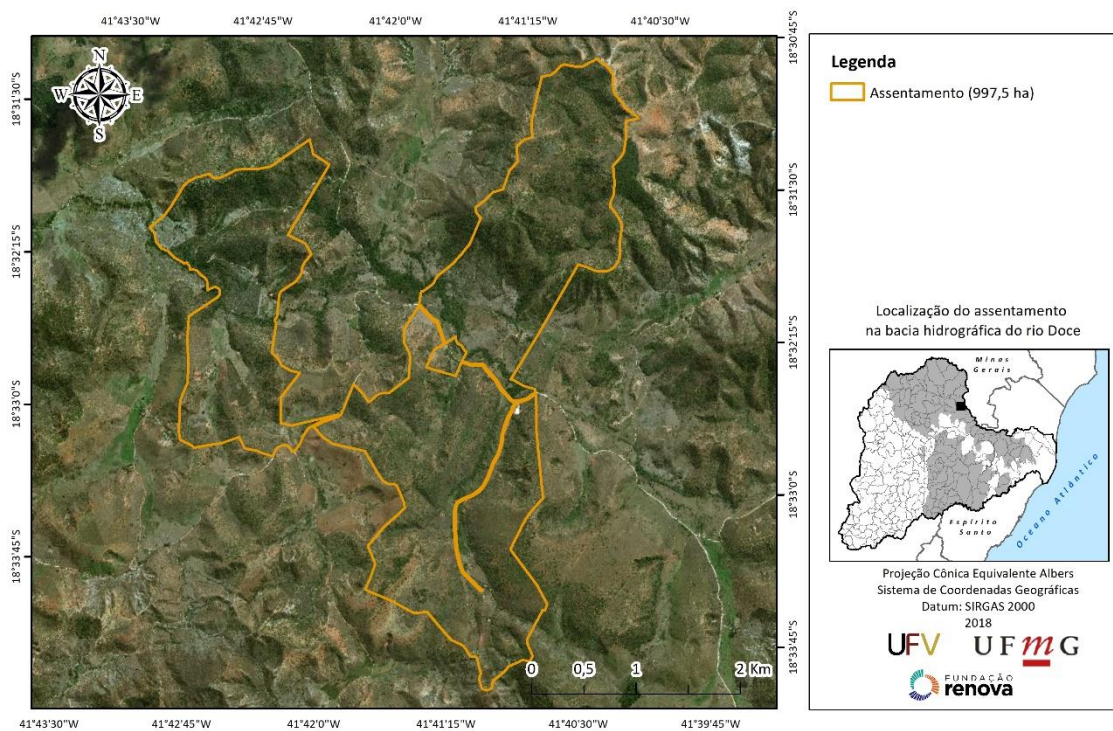 41°43'30"W 41°42'45"W 41°42'0"W 41°41'15"W 41°40'30"W
18°30'45"S
18°31'30"S
18°31'30"S
18°32'15"S
18°32'15"S
18°33'0"S
18°33'0"S
18°33'45"S
18°33'45"S
N
W E
S
0 0,5 1 2 Km
41°43'30"W 41°42'45"W 41°42'0"W 41°41'15"W 41°40'30"W 41°39'45"W
Legenda
Assentamento (997,5 ha)
Localização do assentamento
na bacia hidrográfica do rio Doce
Minas
Gerais
Espírito
Santo
Oceano Atlântico
Projeção Cônica Equivalente Albers
Sistema de Coordenadas Geográficas
Datum: SIRGAS 2000
2018
UFV UFmG
FUNDAÇÃO
renova